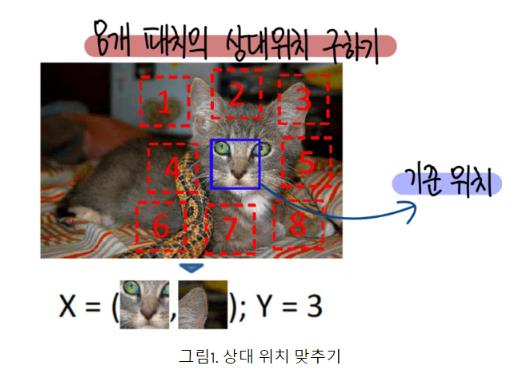 8개 패치의 상대위치 구하기
1 2 3
4 5
기준 위치
6 7 8
X = ( , ); Y = 3
그림1. 상대 위치 맞추기